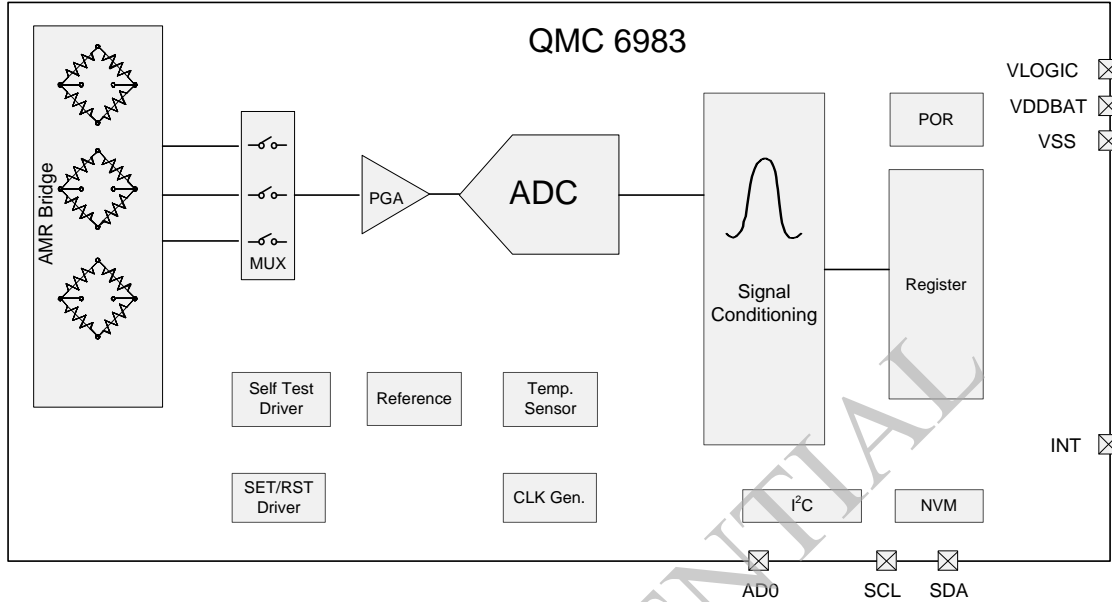 QMC 6983
VLOGIC
VDDBAT
VSS
POR
AMR Bridge
MUX
PGA
ADC
Signal
Conditioning
Register
Self Test
Driver
Reference
Temp.
Sensor
INT
SET/RST
Driver
CLK Gen.
I²C
NVM
AD0
SCL
SDA
ENTIAL